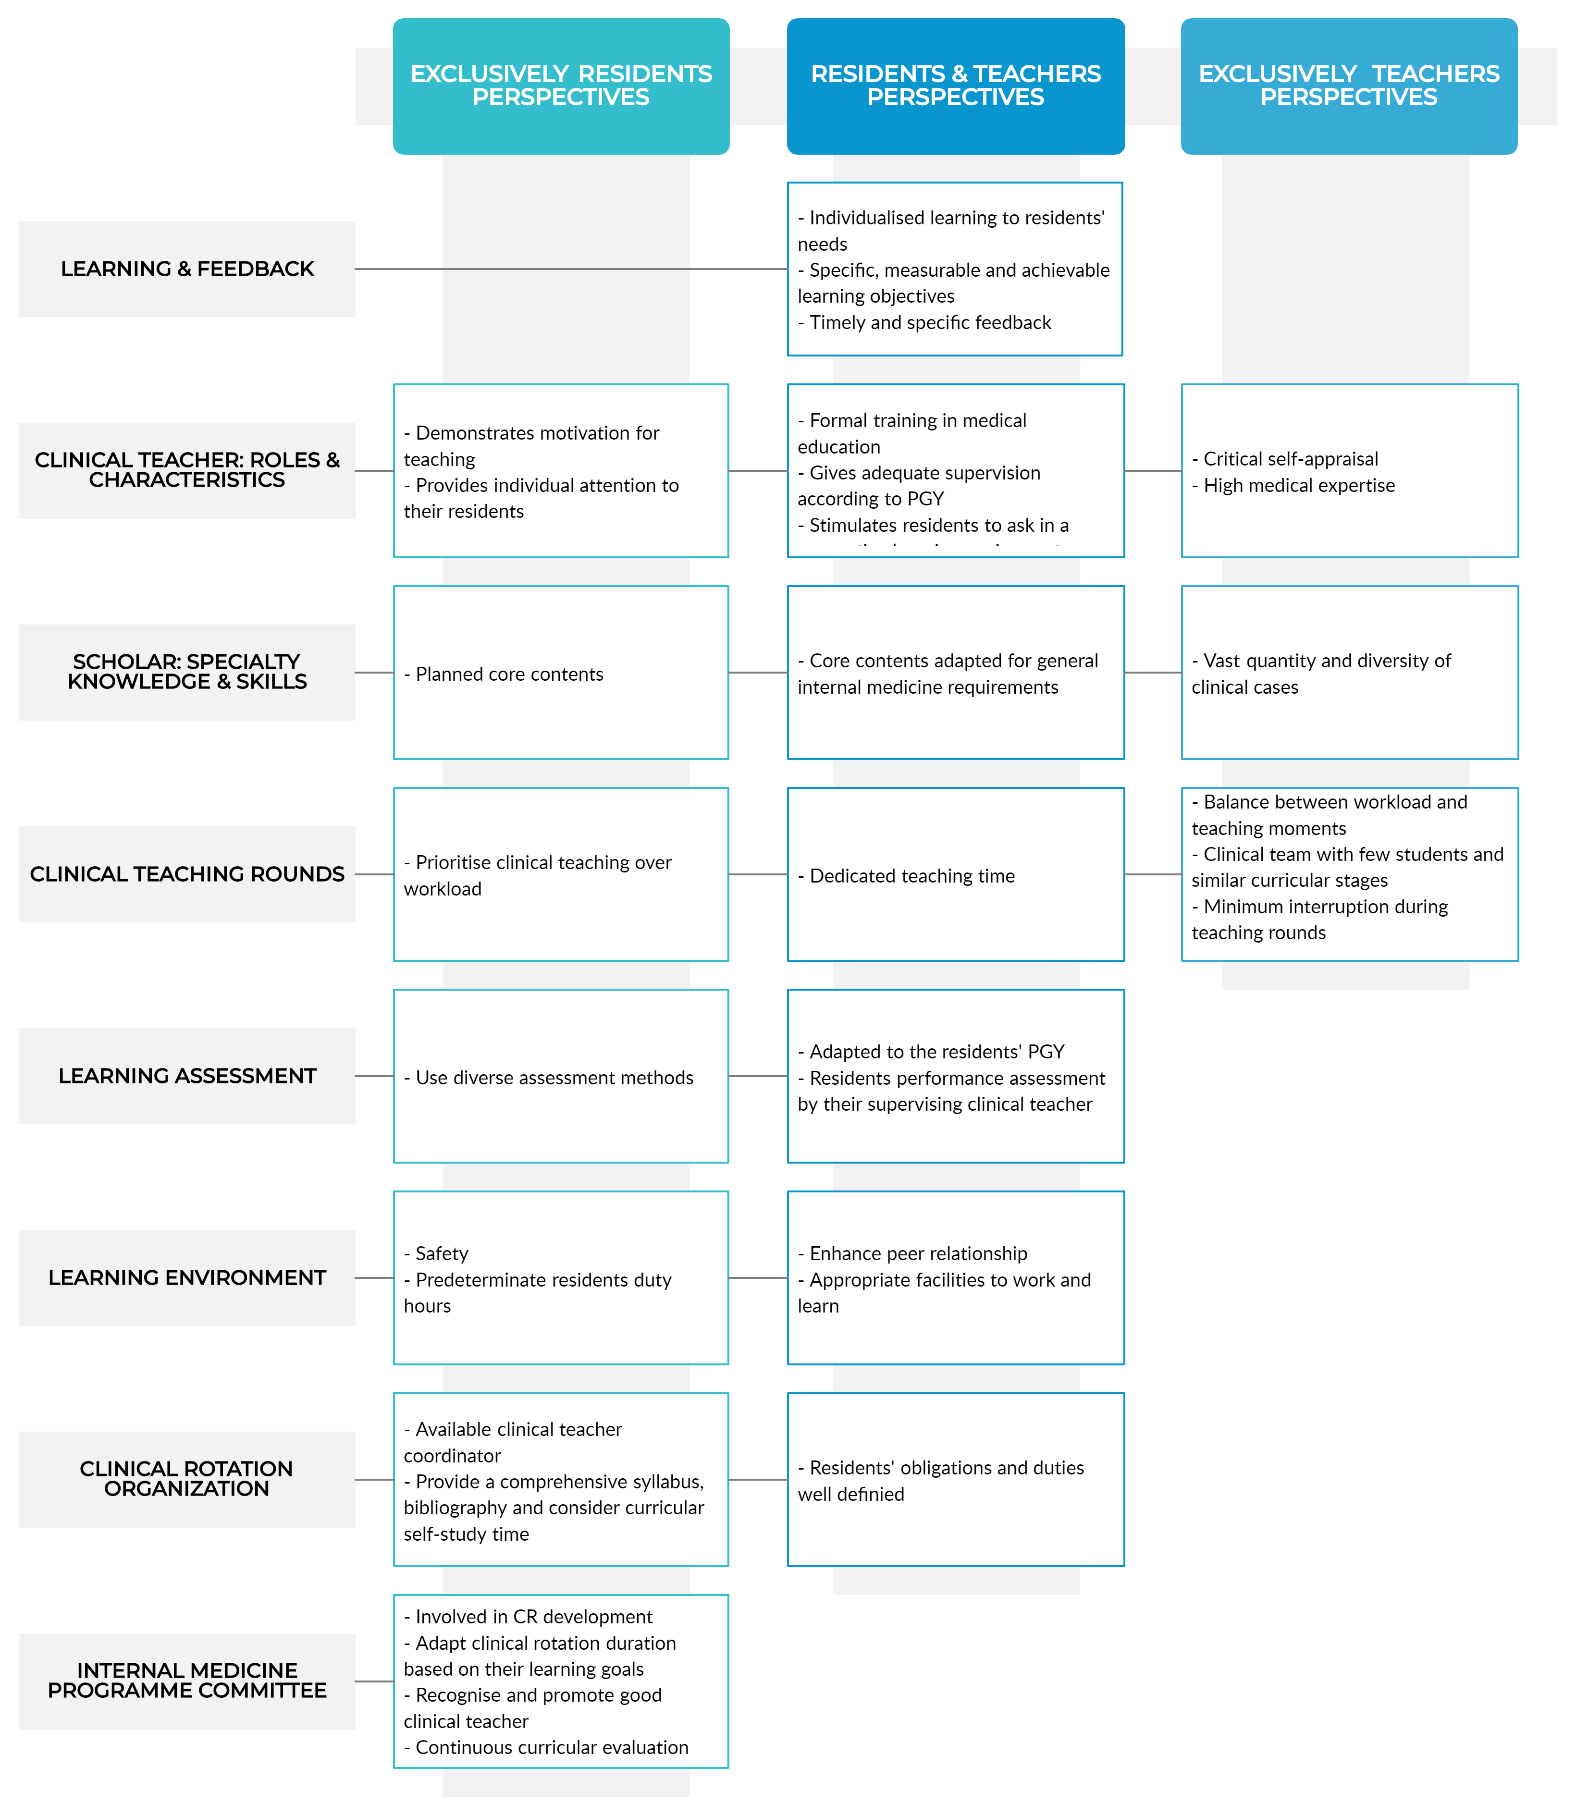 EXCLUSIVELY RESIDENTS
PERSPECTIVES
RESIDENTS & TEACHERS
PERSPECTIVES
EXCLUSIVELY TEACHERS
PERSPECTIVES
LEARNING & FEEDBACK
- Individualised learning to residents'
needs
- Specific, measurable and achievable
learning objectives
- Timely and specific feedback
CLINICAL TEACHER: ROLES &
CHARACTERISTICS
- Demonstrates motivation for
teaching
- Provides individual attention to
their residents
- Formal training in medical
education
- Gives adequate supervision
according to PGY
- Stimulates residents to ask in a
- Critical self-appraisal
- High medical expertise
SCHOLAR: SPECIALTY
KNOWLEDGE & SKILLS
- Planned core contents
- Core contents adapted for general
internal medicine requirements
- Vast quantity and diversity of
clinical cases
CLINICAL TEACHING ROUNDS
- Prioritise clinical teaching over
workload
- Dedicated teaching time
- Balance between workload and
teaching moments
- Clinical team with few students and
similar curricular stages
- Minimum interruption during
teaching rounds
LEARNING ASSESSMENT
- Use diverse assessment methods
- Adapted to the residents' PGY
- Residents performance assessment
by their supervising clinical teacher
LEARNING ENVIRONMENT
- Safety
- Predeterminate residents duty
hours
- Enhance peer relationship
- Appropriate facilities to work and
learn
CLINICAL ROTATION
ORGANIZATION
- Available clinical teacher
coordinator
- Provide a comprehensive syllabus,
bibliography and consider curricular
self-study time
- Residents' obligations and duties
well definied
INTERNAL MEDICINE
PROGRAMME COMMITTEE
- Involved in CR development
- Adapt clinical rotation duration
based on their learning goals
- Recognise and promote good
clinical teacher
- Continuous curricular evaluation